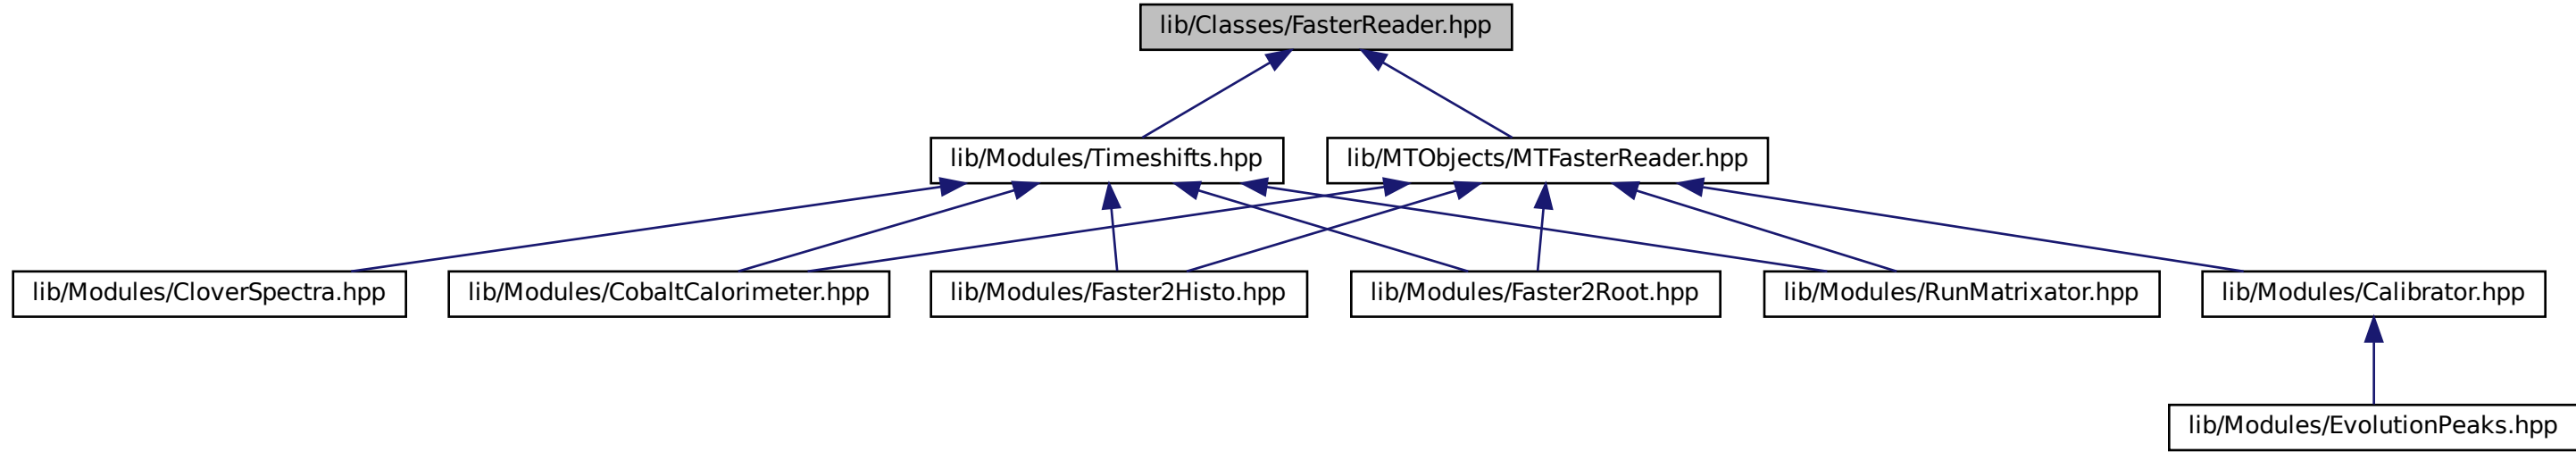 lib/Classes/FasterReader.hpp
lib/Modules/Timeshifts.hpp
lib/MTObjects/MTFasterReader.hpp
lib/Modules/CloverSpectra.hpp
lib/Modules/CobaltCalorimeter.hpp
lib/Modules/Faster2Histo.hpp
lib/Modules/Faster2Root.hpp
lib/Modules/RunMatrixator.hpp
lib/Modules/Calibrator.hpp
lib/Modules/EvolutionPeaks.hpp